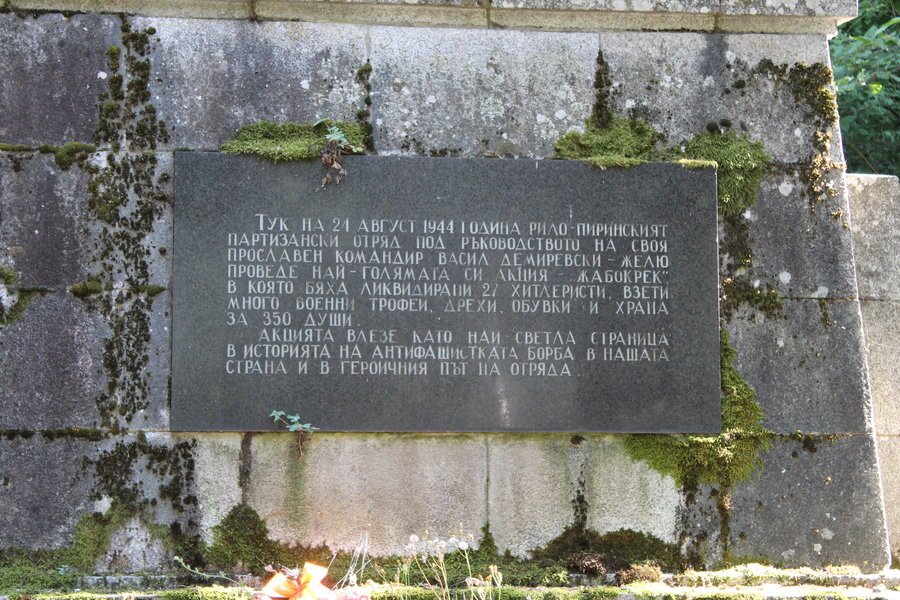 ТУК НА 24 АВГУСТ 1944 ГОДИНА РИЛО-ПИРИНСКИЯТ
ПАРТИЗАНСКИ ОТРЯД ПОД РЪКОВОДСТВОТО НА СВОЯ
ПРОСЛАВЕН КОМАНДИР ВАСИЛ ДЕМИРЕВСКИ - ЖЕЛЮ
ПРОВЕДЕ НАЙ-ГОЛЯМАТА СИ АКЦИЯ - „ЖАБОКРЕК",
В КОЯТО БЯХА ЛИКВИДИРАНИ 27 ХИТЛЕРИСТИ, ВЗЕТИ
МНОГО ВОЕННИ ТРОФЕИ, ДРЕХИ, ОБУВКИ И ХРАНА
ЗА 350 ДУШИ.
АКЦИЯТА ВЛЕЗЕ КАТО НАЙ СВЕТЛА СТРАНИЦА
В ИСТОРИЯТА НА АНТИФАШИСТКАТА БОРБА В НАШАТА
СТРАНА И В ГЕРОИЧНИЯ ПЪТ НА ОТРЯДА.